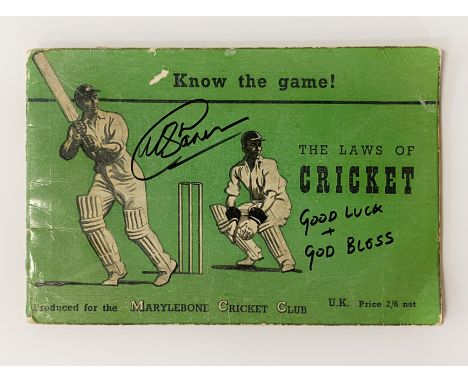 Know the game!
THE LAWS OF
CRICKET
GOOD LUCK
+
GOD BLESS
Produced for the MARYLEBONE CRICKET CLUB U.K. Price 2/6 net